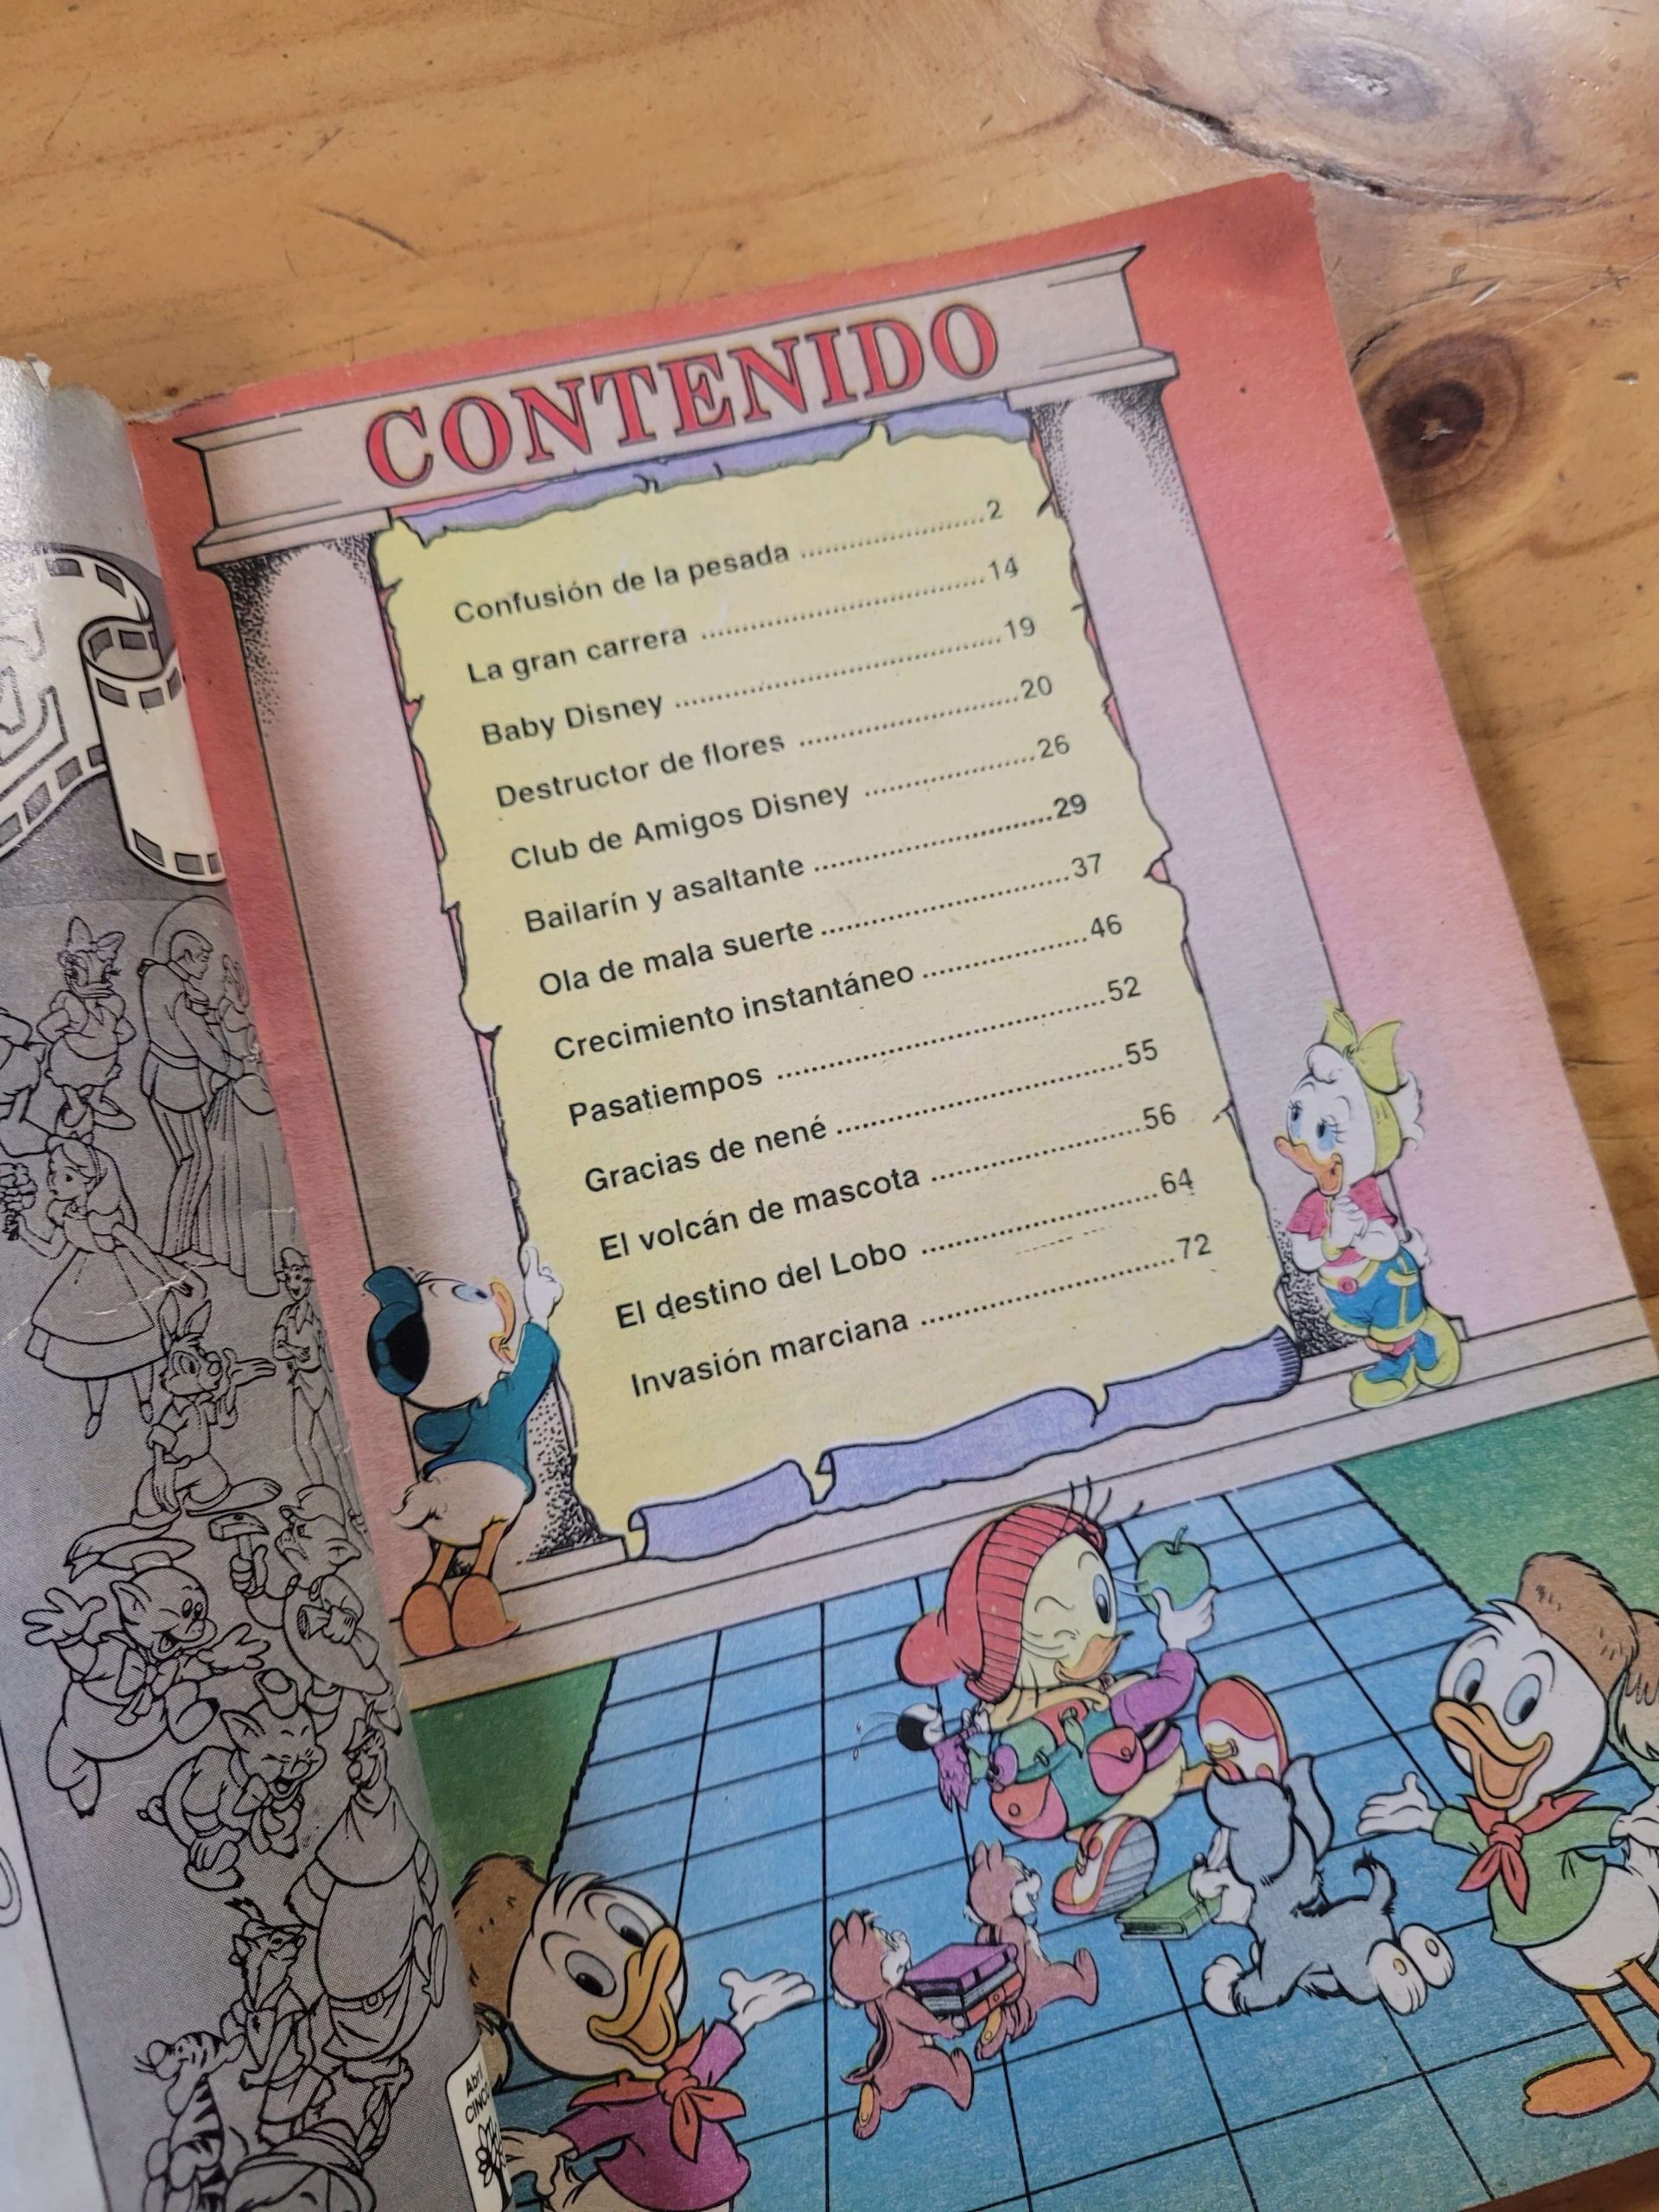 CONTENIDO
Confusión de la pesada ........................2
La gran carrera ........................14
Baby Disney ........................19
Destructor de flores ........................20
Club de Amigos Disney ........................26
Bailarín y asaltante ........................29
Ola de mala suerte ........................37
Crecimiento instantáneo ........................46
Pasatiempos ........................52
Gracias de nené ........................55
El volcán de mascota ........................56
El destino del Lobo ........................64
Invasión marciana ........................72